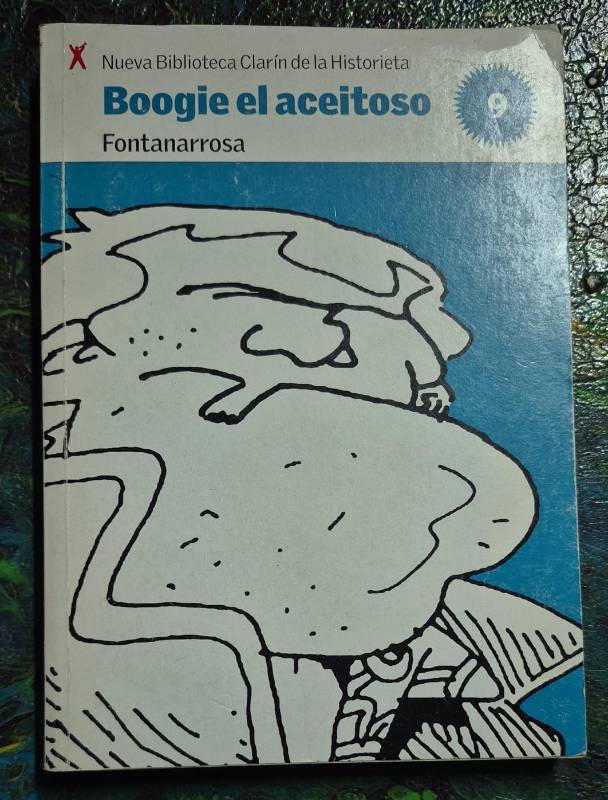 Nueva Biblioteca Clarín de la Historieta
Boogie el aceitoso
9
Fontanarrosa